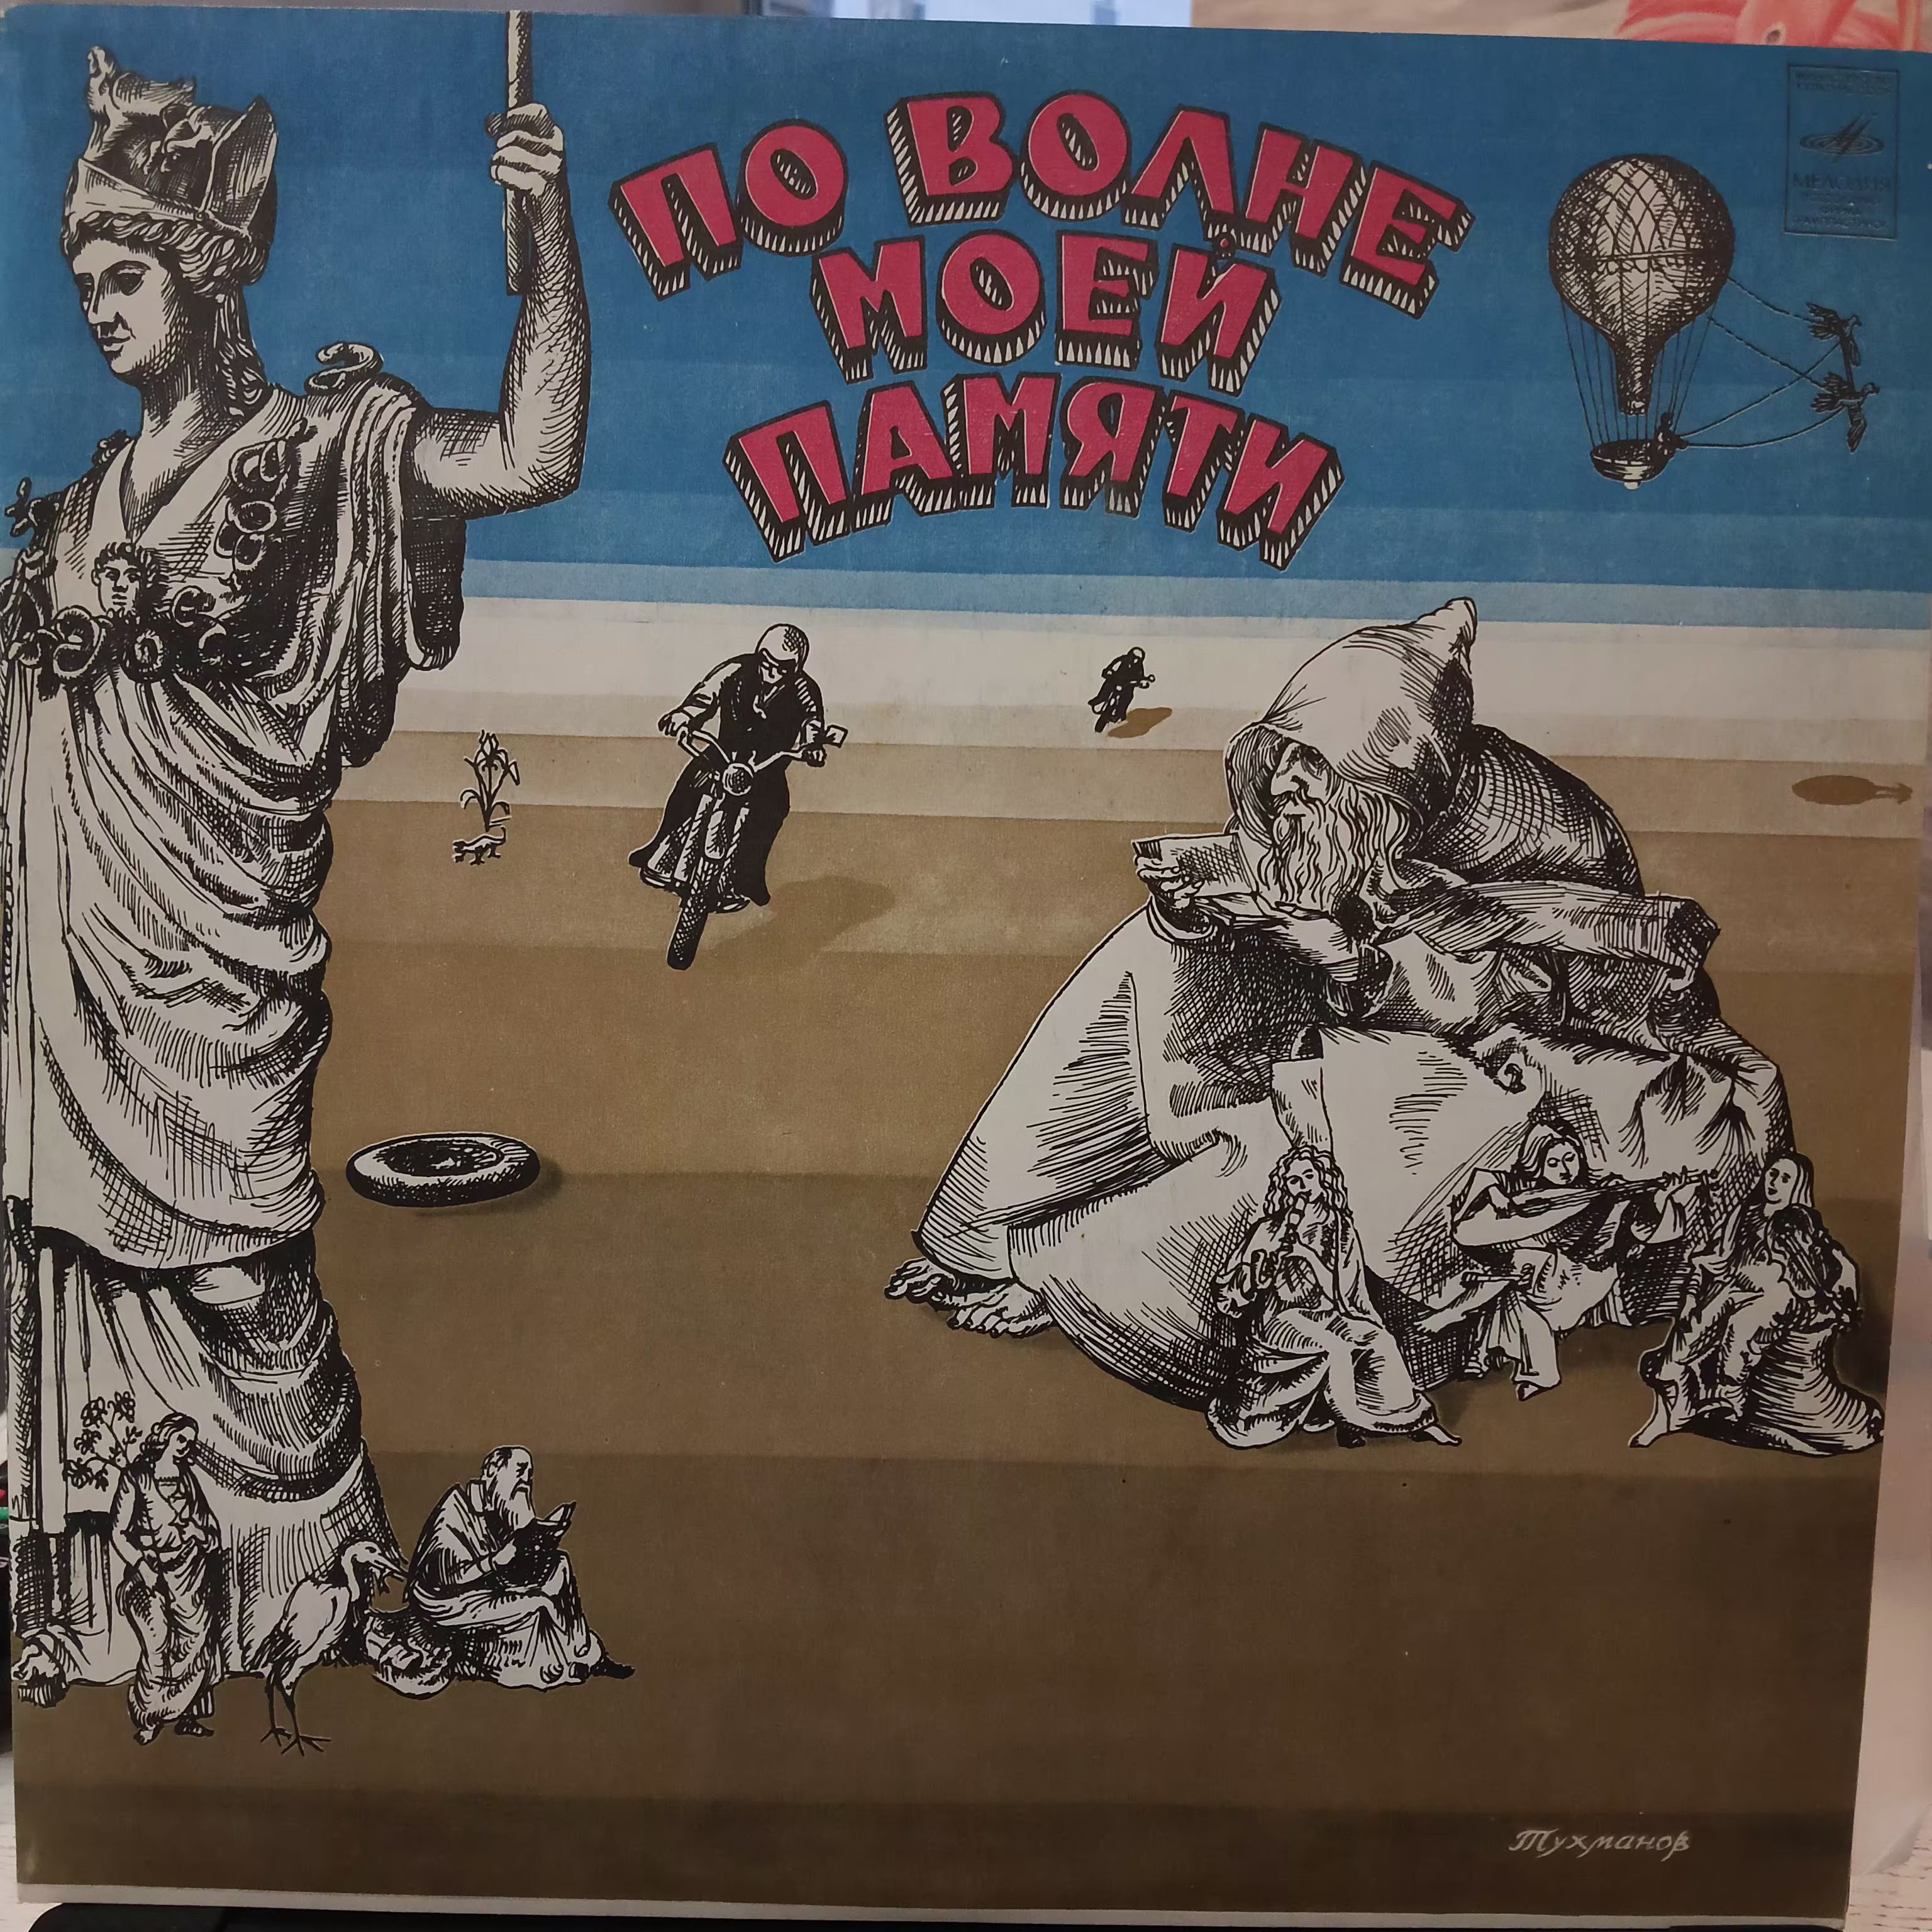 ПО ВОЛНЕ
МОЕЙ
ПАМЯТИ
МЕЛОДИЯ
Тухманов